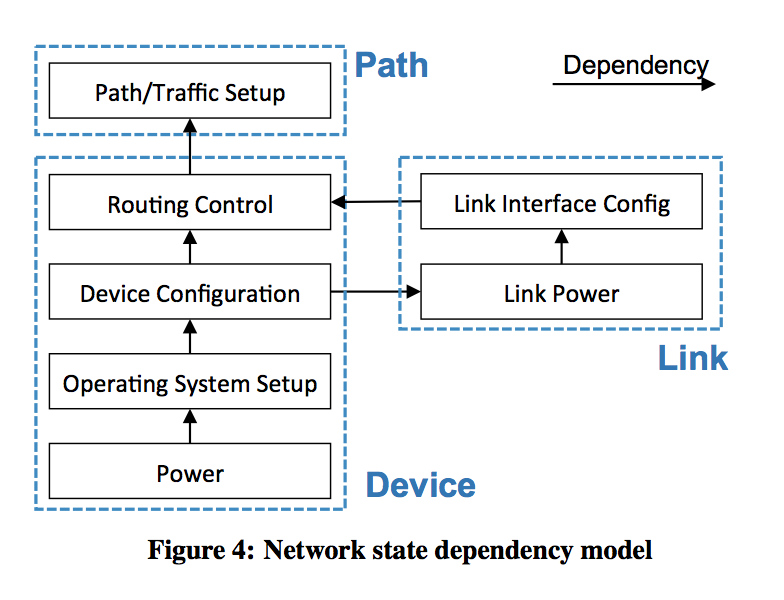 Path
Dependency
Path/Traffic Setup
Routing Control
Link Interface Config
Device Configuration
Link Power
Link
Operating System Setup
Power
Device
Figure 4: Network state dependency model